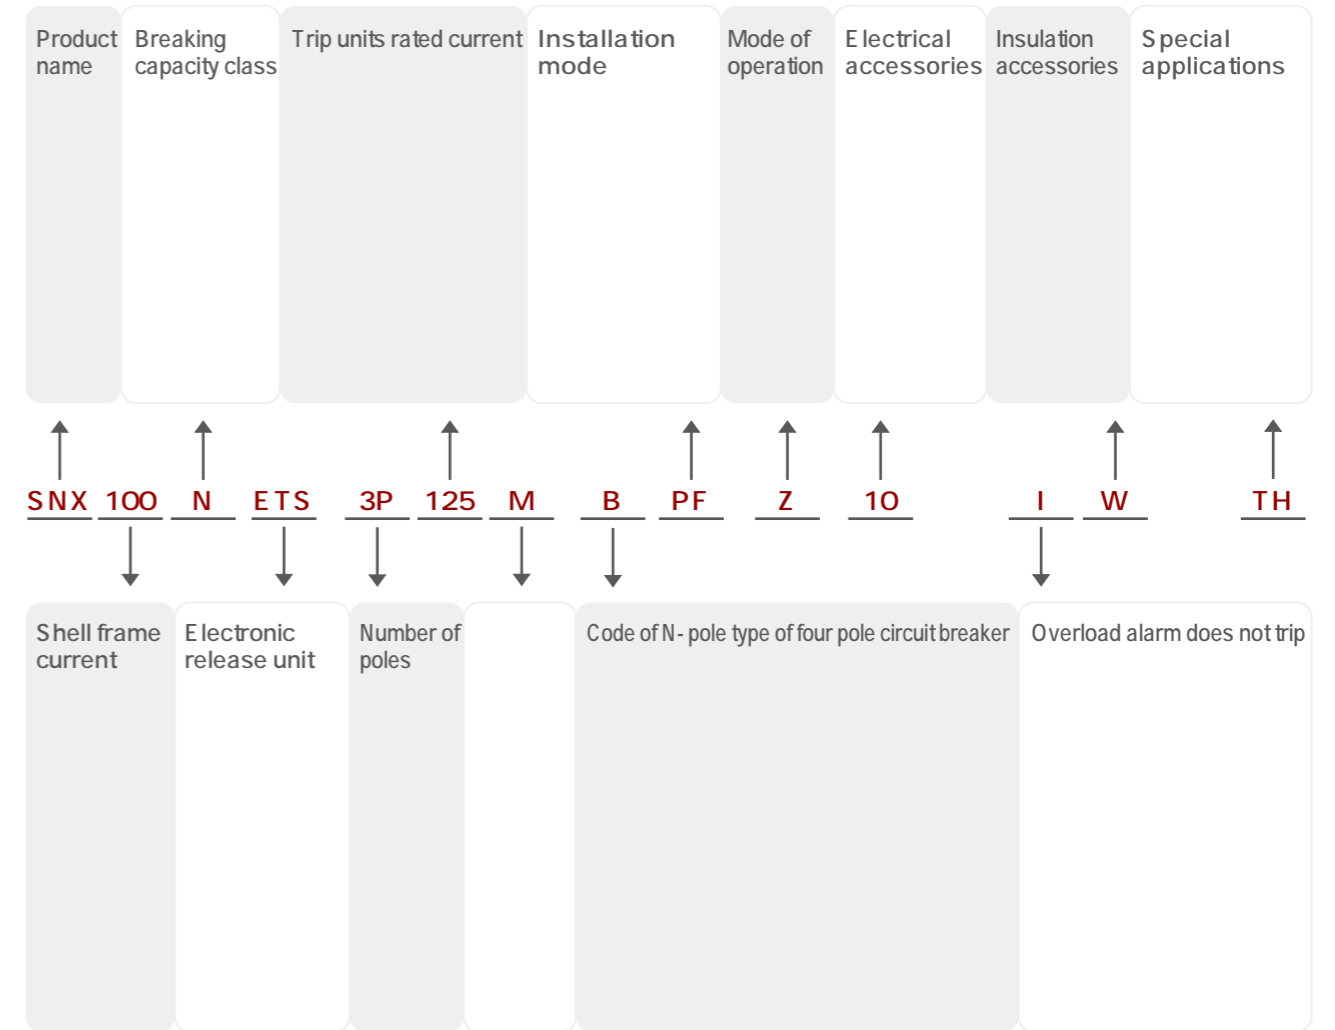 Product name
Breaking capacity class
Trip units rated current
Installation mode
Mode of operation
Electrical accessories
Insulation accessories
Special applications
SNX 100 N ETS 3P 125 M B PF Z 10 I W TH
Shell frame current
Electronic release unit
Number of poles
Code of N- pole type of four pole circuit breaker
Overload alarm does not trip